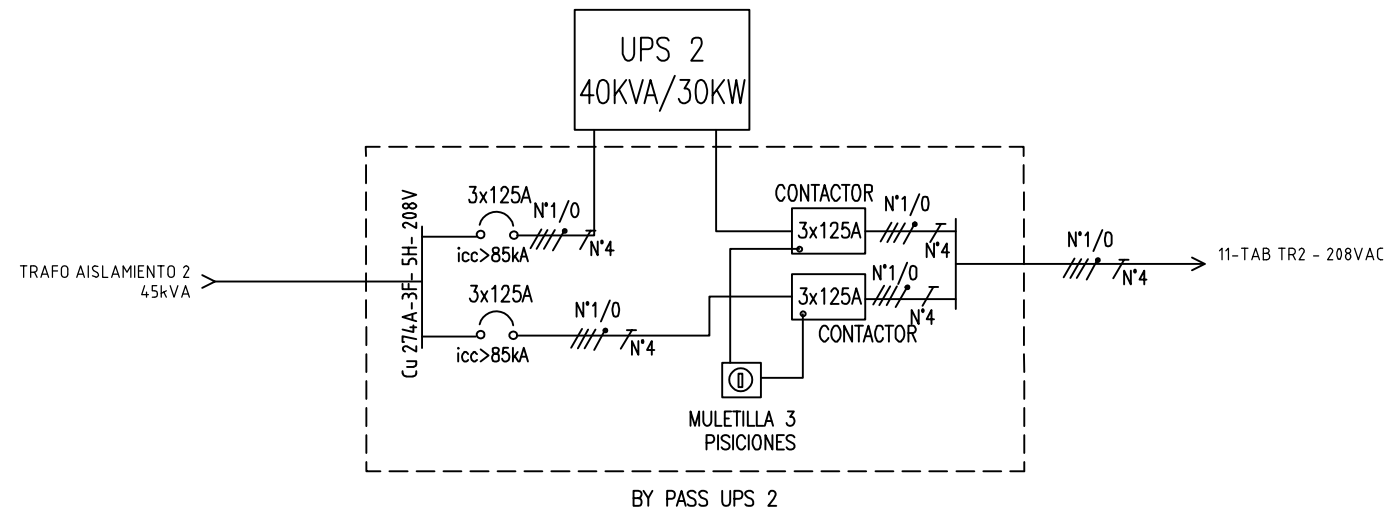 UPS 2
40KVA/30KW
TRAFO AISLAMIENTO 2
45kVA
Cu 274A-3F- 5H- 208V
3x125A
N°1/0
icc>85kA
N°4
3x125A
N°1/0
icc>85kA
N°4
CONTACTOR
3x125A
N°1/0
N°4
3x125A
N°1/0
N°4
CONTACTOR
MULETILLA 3
PISICIONES
N°1/0
N°4
11-TAB TR2 - 208VAC
BY PASS UPS 2